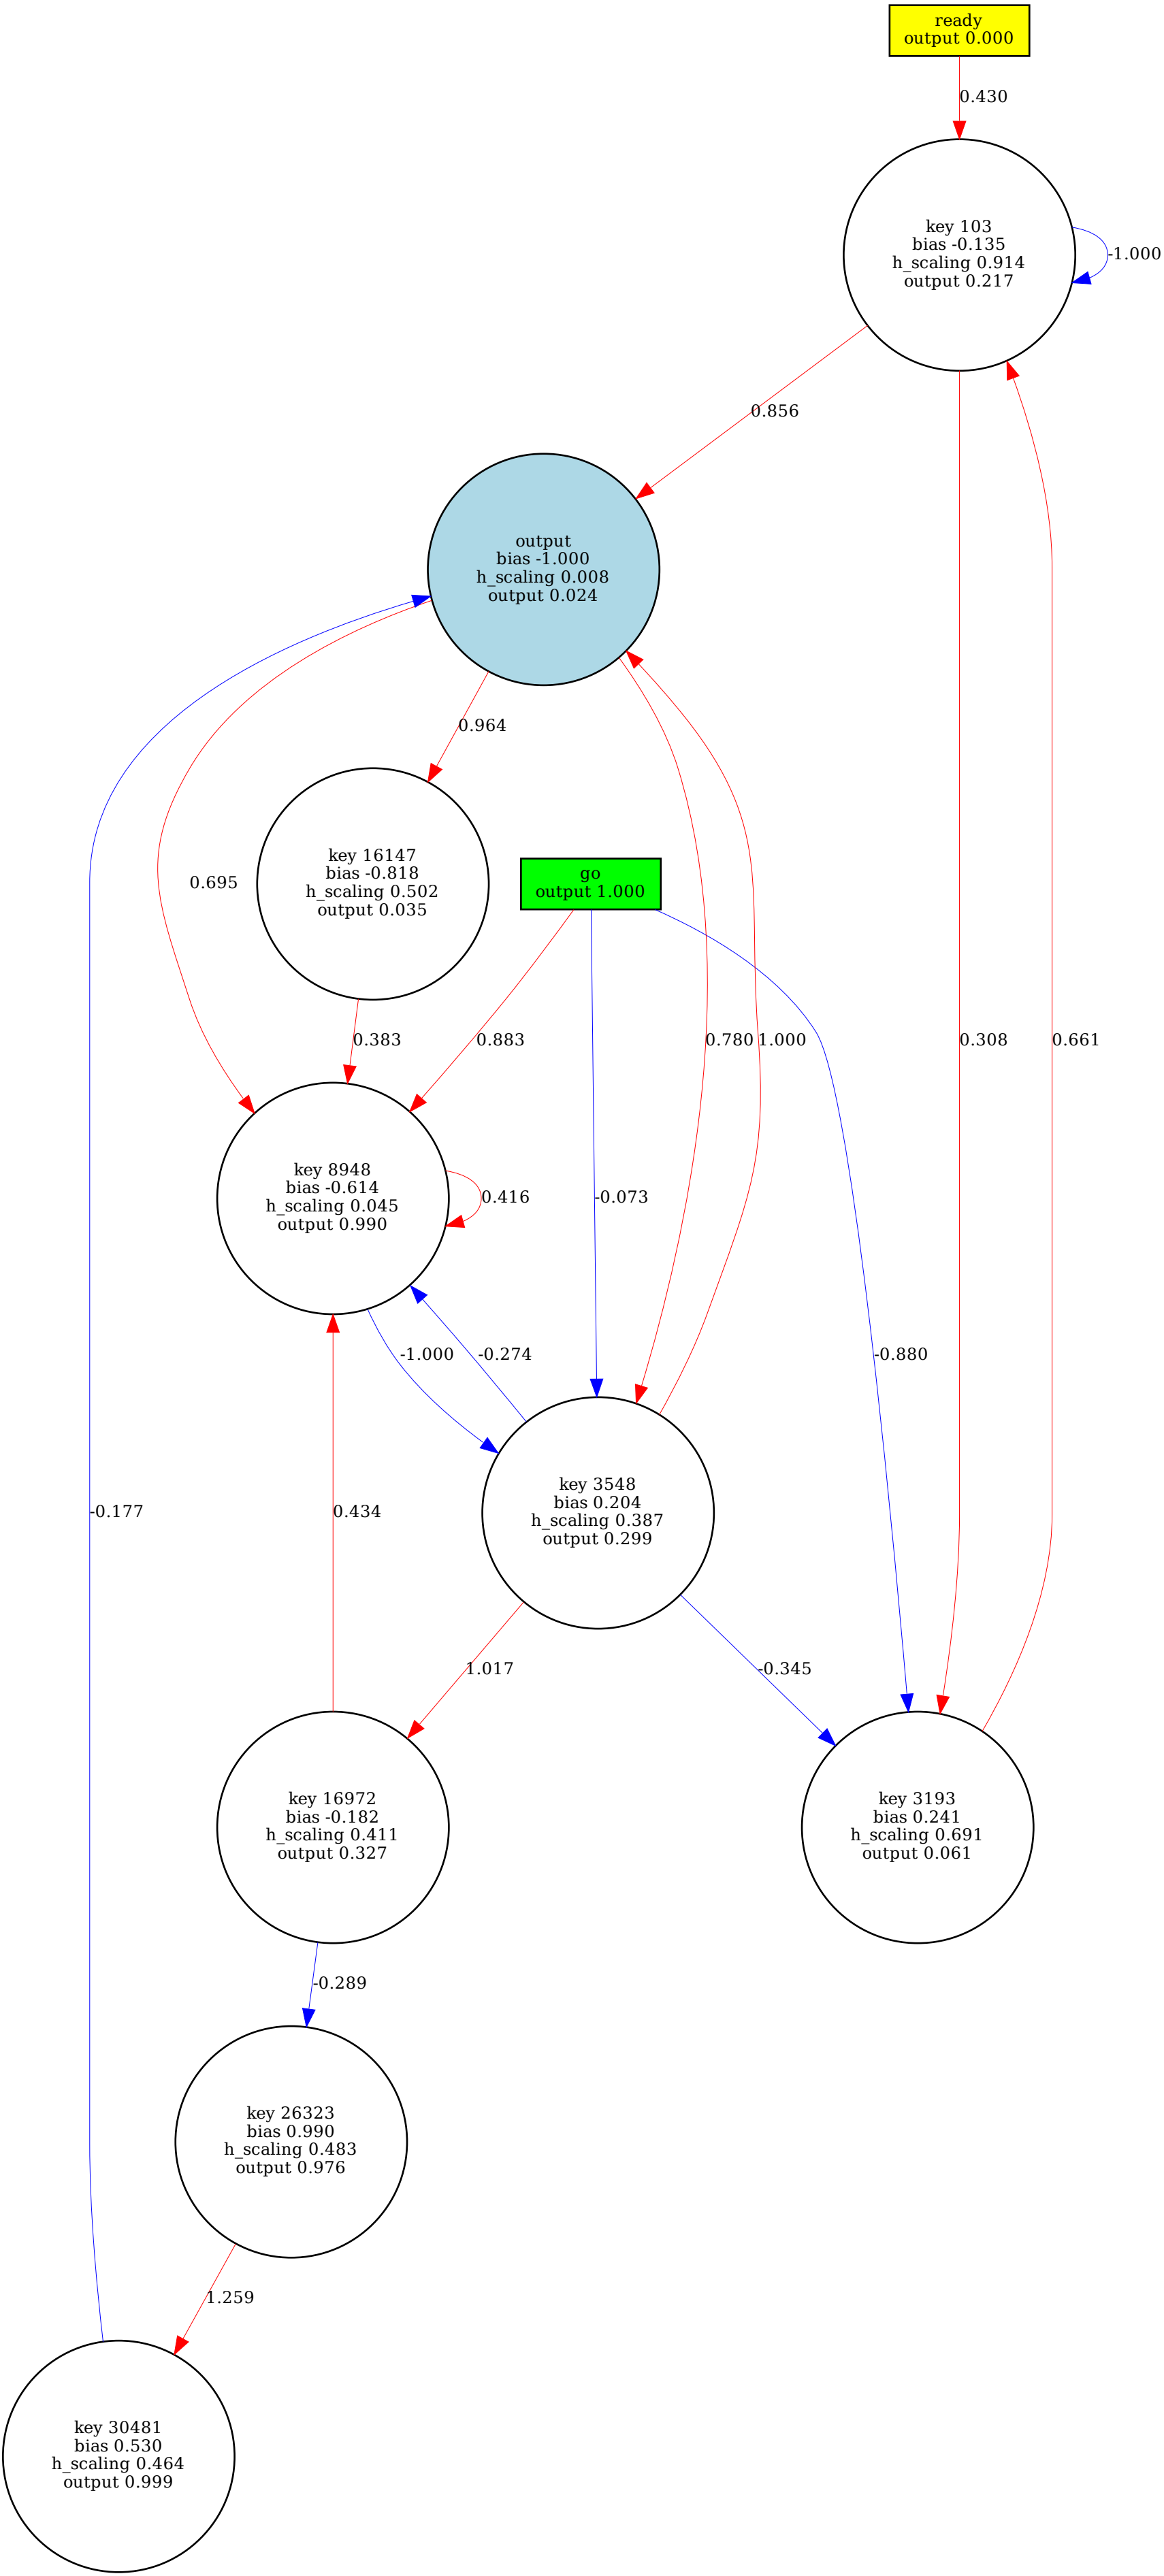 ready
output 0.000
0.430
key 103
bias -0.135
h_scaling 0.914
output 0.217
-1.000
0.856
output
bias -1.000
h_scaling 0.008
output 0.024
0.964
key 16147
bias -0.818
h_scaling 0.502
output 0.035
go
output 1.000
0.695
0.383
0.883
0.780
1.000
0.308
0.661
key 8948
bias -0.614
h_scaling 0.045
output 0.990
0.416
-0.073
-1.000
-0.274
-0.880
key 3548
bias 0.204
h_scaling 0.387
output 0.299
-0.177
0.434
1.017
-0.345
key 16972
bias -0.182
h_scaling 0.411
output 0.327
key 3193
bias 0.241
h_scaling 0.691
output 0.061
-0.289
key 26323
bias 0.990
h_scaling 0.483
output 0.976
1.259
key 30481
bias 0.530
h_scaling 0.464
output 0.999